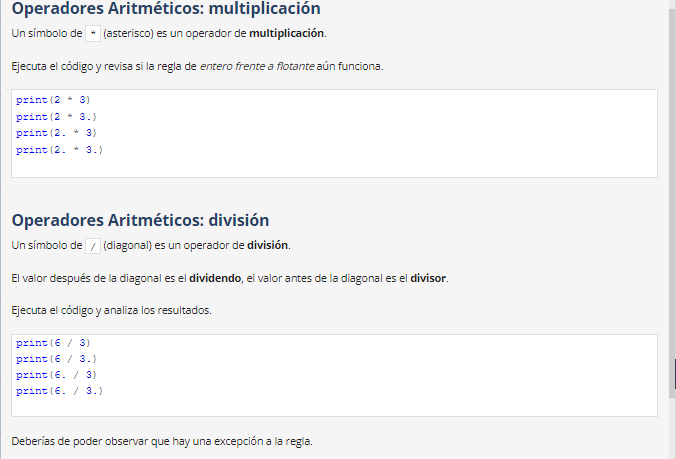 Operadores Aritméticos: multiplicación
Un símbolo de * (asterisco) es un operador de multiplicación.
Ejecuta el código y revisa si la regla de entero frente a flotante aún funciona.
print(2 * 3)
print(2 * 3.)
print(2. * 3)
print(2. * 3.)
Operadores Aritméticos: división
Un símbolo de / (diagonal) es un operador de división.
El valor después de la diagonal es el dividendo, el valor antes de la diagonal es el divisor.
Ejecuta el código y analiza los resultados.
print(6 / 3)
print(6 / 3.)
print(6. / 3)
print(6. / 3.)
Deberías de poder observar que hay una excepción a la regla.